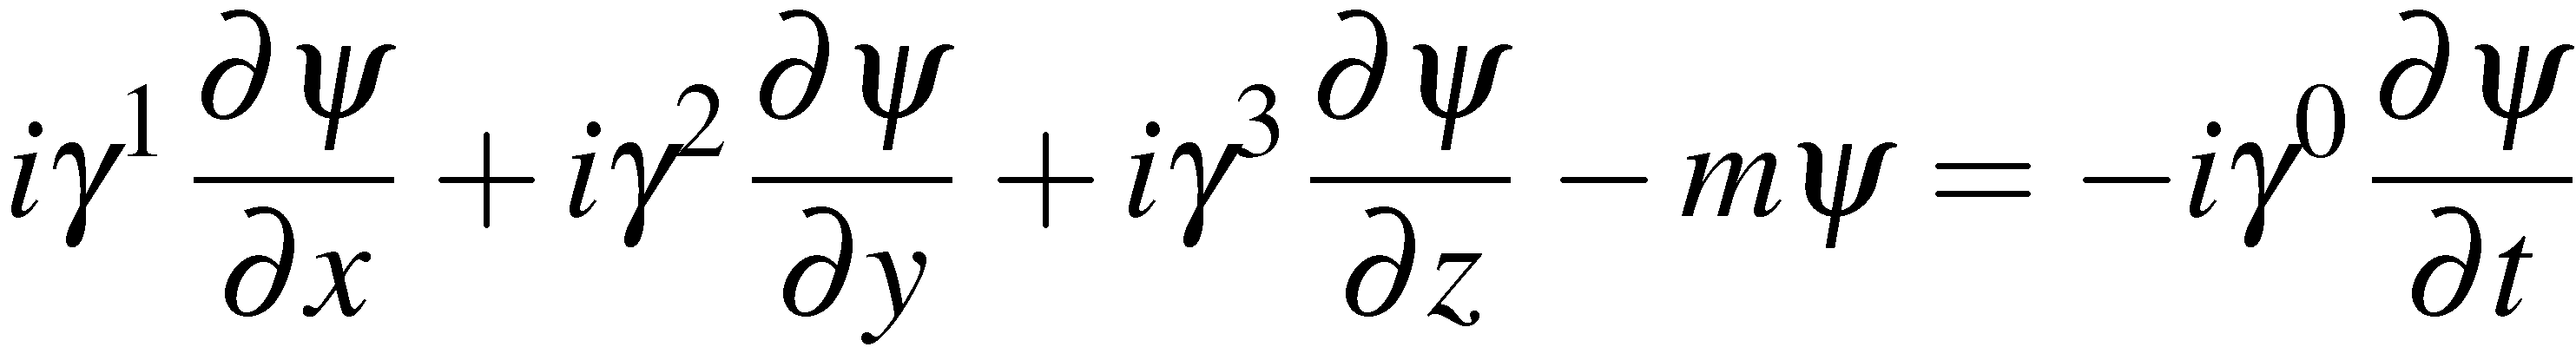 iγ¹ ∂ψ/∂x + iγ² ∂ψ/∂y + iγ³ ∂ψ/∂z − mψ = −iγ⁰ ∂ψ/∂t